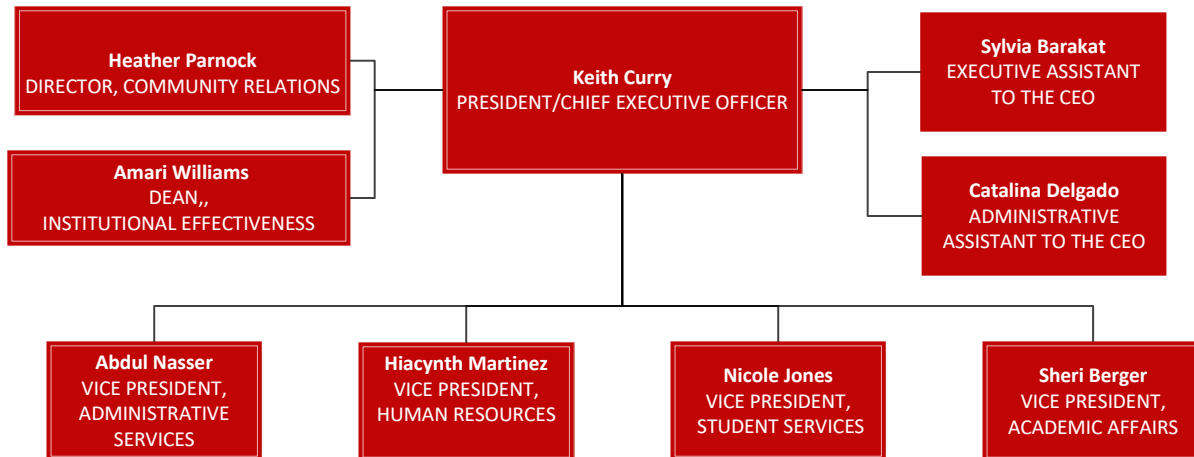 Heather Parnock
DIRECTOR, COMMUNITY RELATIONS
Keith Curry
PRESIDENT/CHIEF EXECUTIVE OFFICER
Sylvia Barakat
EXECUTIVE ASSISTANT
TO THE CEO
Amari Williams
DEAN,,
INSTITUTIONAL EFFECTIVENESS
Catalina Delgado
ADMINISTRATIVE
ASSISTANT TO THE CEO
Abdul Nasser
VICE PRESIDENT,
ADMINISTRATIVE
SERVICES
Hiacynth Martinez
VICE PRESIDENT,
HUMAN RESOURCES
Nicole Jones
VICE PRESIDENT,
STUDENT SERVICES
Sheri Berger
VICE PRESIDENT,
ACADEMIC AFFAIRS